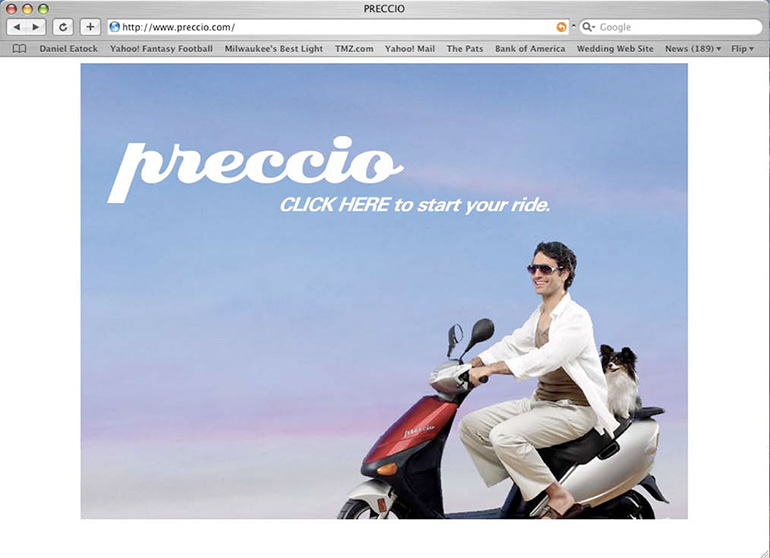 PRECCIO
http://www.preccio.com/
Google
Daniel Eatock Yahoo! Fantasy Football Milwaukee's Best Light TMZ.com Yahoo! Mail The Pats Bank of America Wedding Web Site News (189) Flip
preccio
CLICK HERE to start your ride.
preccio